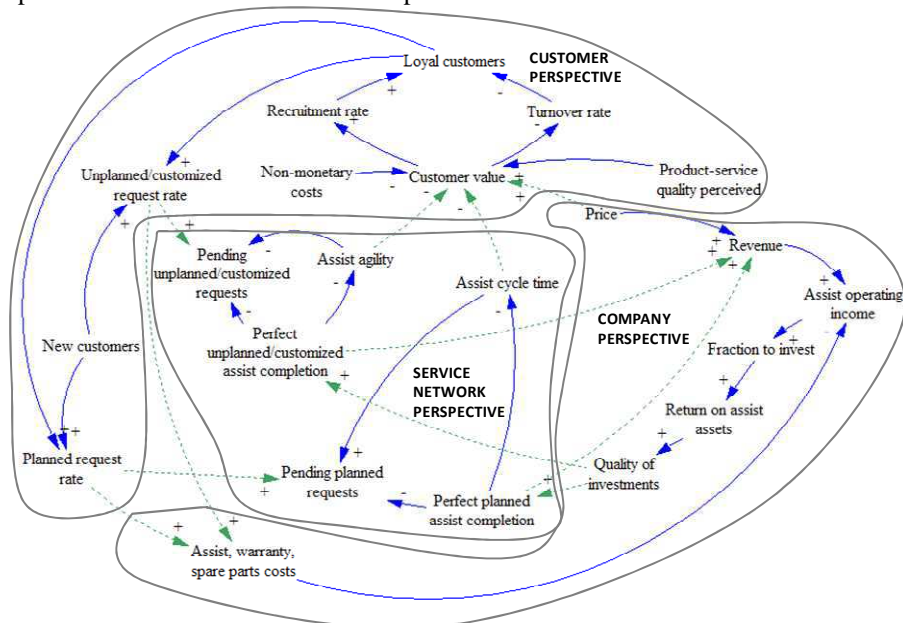 Loyal customers
CUSTOMER
PERSPECTIVE
Recruitment rate
Turnover rate
Unplanned/customized
request rate
Non-monetary
costs
Customer value
Product-service
quality perceived
Price
Revenue
Pending
unplanned/customized
requests
Assist agility
Assist cycle time
Assist operating
income
New customers
Perfect
unplanned/customized
assist completion
COMPANY
PERSPECTIVE
Fraction to invest
SERVICE
NETWORK
PERSPECTIVE
Return on assist
assets
Planned request
rate
Pending planned
requests
Quality of
investments
Perfect planned
assist completion
Assist, warranty,
spare parts costs